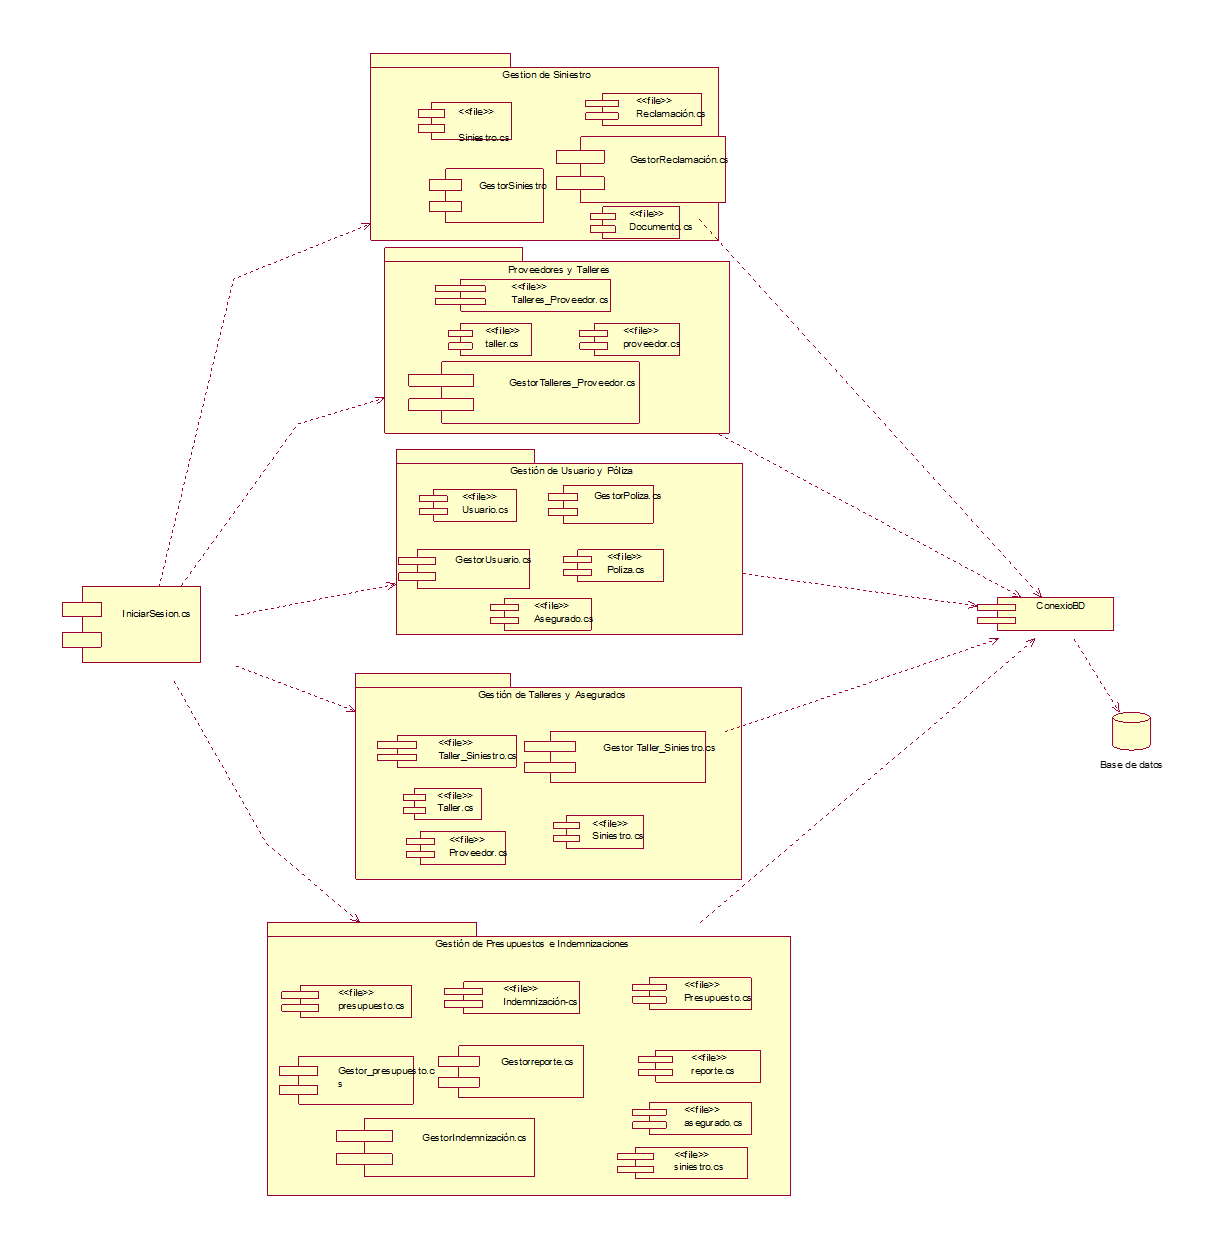 Gestion de Siniestro
<<file>>
Siniestro.cs
<<file>>
Reclamación.cs
GestorReclamación.cs
GestorSiniestro
<<file>>
Documento.cs
Proveedores y Talleres
<<file>>
Talleres_Proveedor.cs
<<file>>
taller.cs
<<file>>
proveedor.cs
GestorTalleres_Proveedor.cs
Gestión de Usuario y Póliza
<<file>>
Usuario.cs
GestorPoliza.cs
GestorUsuario.cs
<<file>>
Poliza.cs
<<file>>
Asegurado.cs
IniciarSesion.cs
ConexioBD
Base de datos
Gestión de Talleres y Asegurados
<<file>>
Taller_Siniestro.cs
Gestor Taller_Siniestro.cs
<<file>>
Taller.cs
<<file>>
Siniestro.cs
<<file>>
Proveedor.cs
Gestión de Presupuestos e Indemnizaciones
<<file>>
presupuesto.cs
<<file>>
Indemnización-cs
<<file>>
Presupuesto.cs
Gestor_presupuesto.c
s
Gestorreporte.cs
<<file>>
reporte.cs
<<file>>
asegurado.cs
GestorIndemnización.cs
<<file>>
siniestro.cs